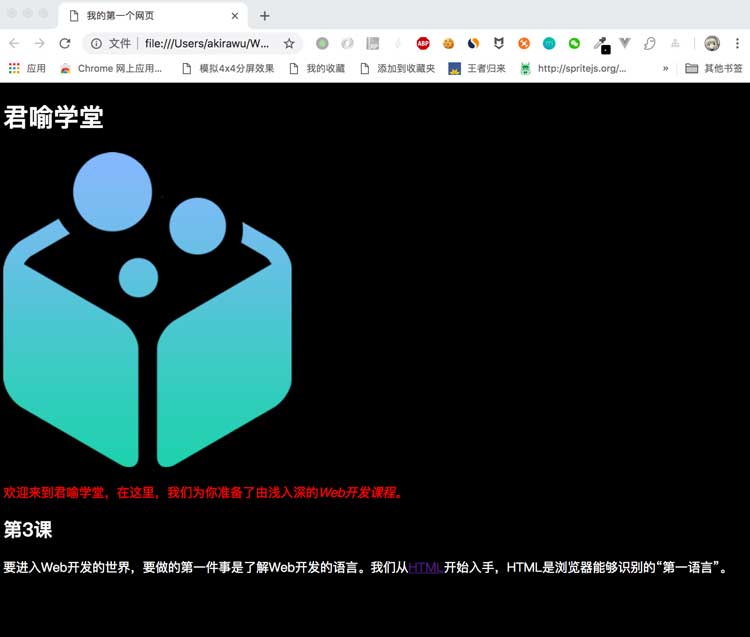 我的第一个网页
文件 file:///Users/akirawu/W...
ABP
应用 Chrome 网上应用... 模拟4x4分屏效果 我的收藏 添加到收藏夹 王者归来 http://spritejs.org/... » 其他书签
君喻学堂
欢迎来到君喻学堂，在这里，我们为你准备了由浅入深的Web开发课程。
第3课
要进入Web开发的世界，要做的第一件事是了解Web开发的语言。我们从HTML开始入手，HTML是浏览器能够识别的“第一语言”。